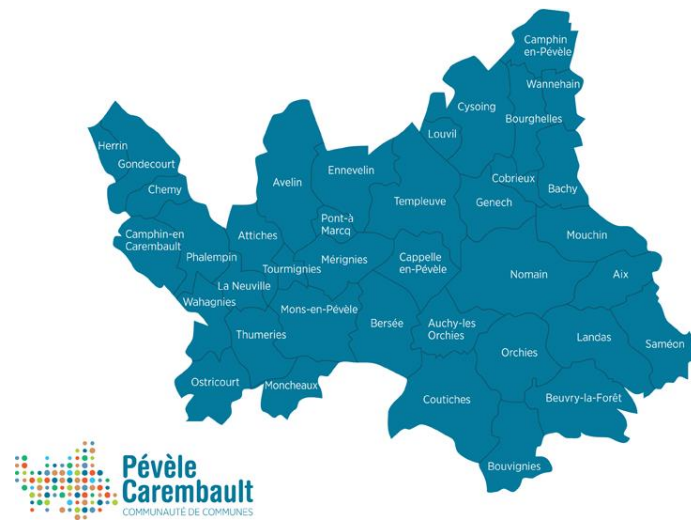 Camphin
en-Pévèle
Wannehain
Cysoing
Bourghelles
Louvil
Herrin
Gondecourt
Ennevelin
Cobrieux
Chemy
Avelin
Bachy
Templeuve
Genech
Pont-à
Marcq
Camphin-en
Carembault
Attiches
Mouchin
Phalempin
Mérignies
Cappelle
en-Pévèle
Tourmignies
Nomain
Aix
La Neuville
Wahagnies
Mons-en-Pévèle
Bersée
Auchy-les
Orchies
Thumeries
Landas
Saméon
Orchies
Ostricourt
Moncheaux
Coutiches
Beuvry-la-Forêt
Bouvignies
Pévèle
Carembault
COMMUNAUTÉ DE COMMUNES